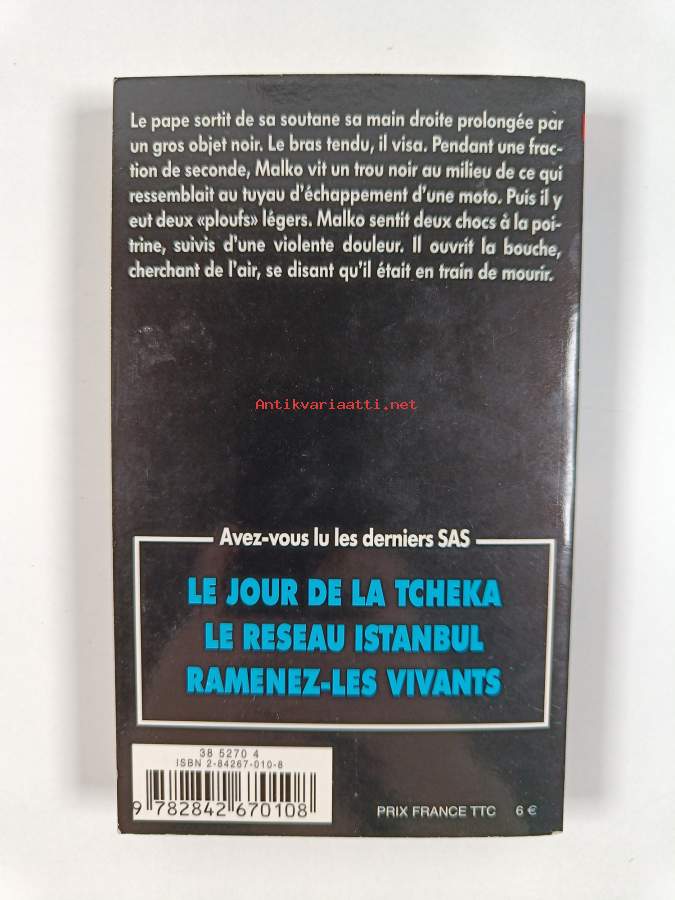 Le pape sortit de sa soutane sa main droite prolongée par
un gros objet noir. Le bras tendu, il visa. Pendant une frac-
tion de seconde, Malko vit un trou noir au milieu de ce qui
ressemblait au tuyau d'échappement d'une moto. Puis il y
eut deux «ploufs» légers. Malko sentit deux chocs à la poi-
trine, suivis d'une violente douleur. Il ouvrit la bouche,
cherchant de l'air, se disant qu'il était en train de mourir.
Antikvariaatti.net
Avez-vous lu les derniers SAS
LE JOUR DE LA TCHEKA
LE RESEAU ISTANBUL
RAMENEZ-LES VIVANTS
38 5270 4
ISBN 2-84267-010-8
9 782842 670108
PRIX FRANCE TTC 6 €